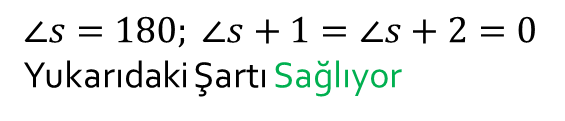 ∠s = 180; ∠s + 1 = ∠s + 2 = 0
Yukarıdaki Şartı Sağlıyor